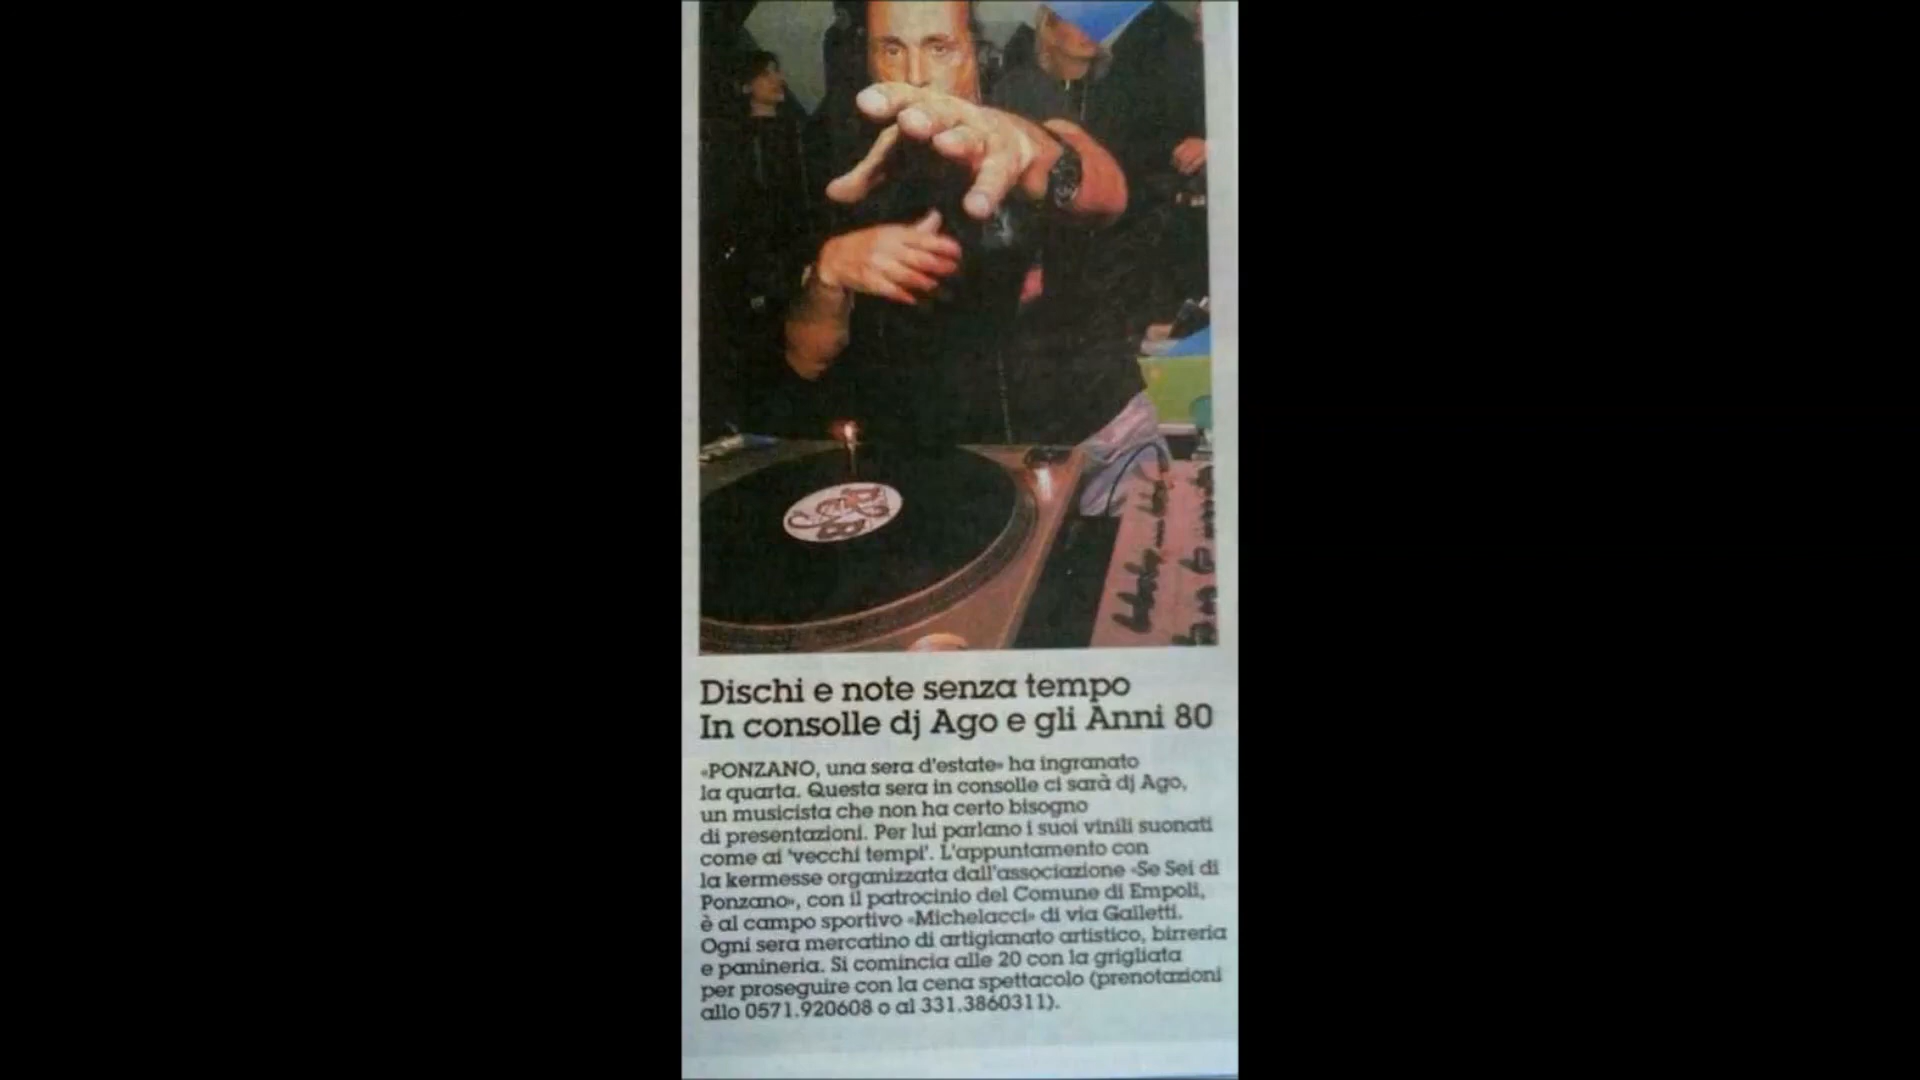 Dischi e note senza tempo
In consolle dj Ago e gli Anni 80
«PONZANO, una sera d'estate» ha ingranato
la quarta. Questa sera in consolle ci sarà dj Ago,
un musicista che non ha certo bisogno
di presentazioni. Per lui parlano i suoi vinili suonati
come ai 'vecchi tempi'. L'appuntamento con
la kermesse organizzata dall'associazione «Se Sei di
Ponzano», con il patrocinio del Comune di Empoli,
è al campo sportivo «Michelacci» di via Galletti.
Ogni sera mercatino di artigianato artistico, birreria
e panineria. Si comincia alle 20 con la grigliata
per proseguire con la cena spettacolo (prenotazioni
allo 0571.920608 o al 331.3860311).